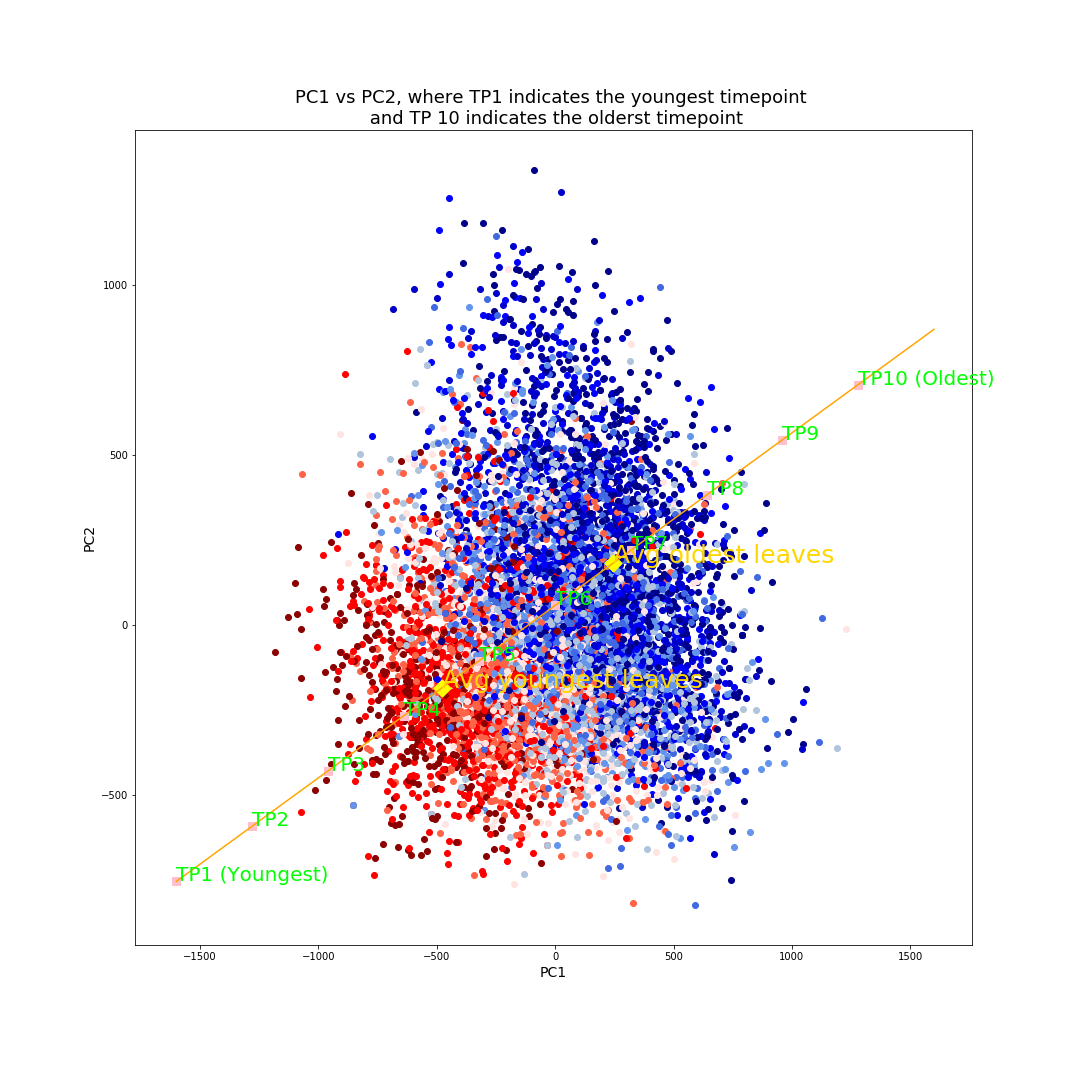 PC1 vs PC2, where TP1 indicates the youngest timepoint
and TP 10 indicates the olderst timepoint
PC2
1000
500
0
−500
TP10 (Oldest)
TP9
TP8
TP7
Avg oldest leaves
TP6
TP5
Avg youngest leaves
TP4
TP3
TP2
TP1 (Youngest)
−1500
−1000
−500
0
500
1000
1500
PC1